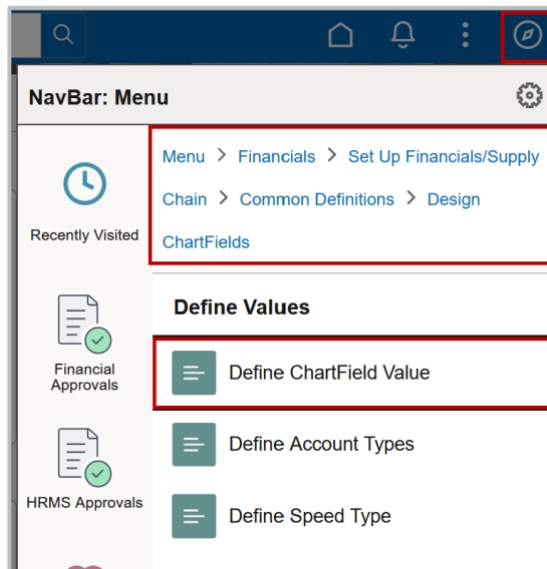 NavBar: Menu
Menu > Financials > Set Up Financials/Supply
Chain > Common Definitions > Design
ChartFields
Recently Visited
Define Values
Financial
Approvals
Define ChartField Value
Define Account Types
HRMS Approvals
Define Speed Type